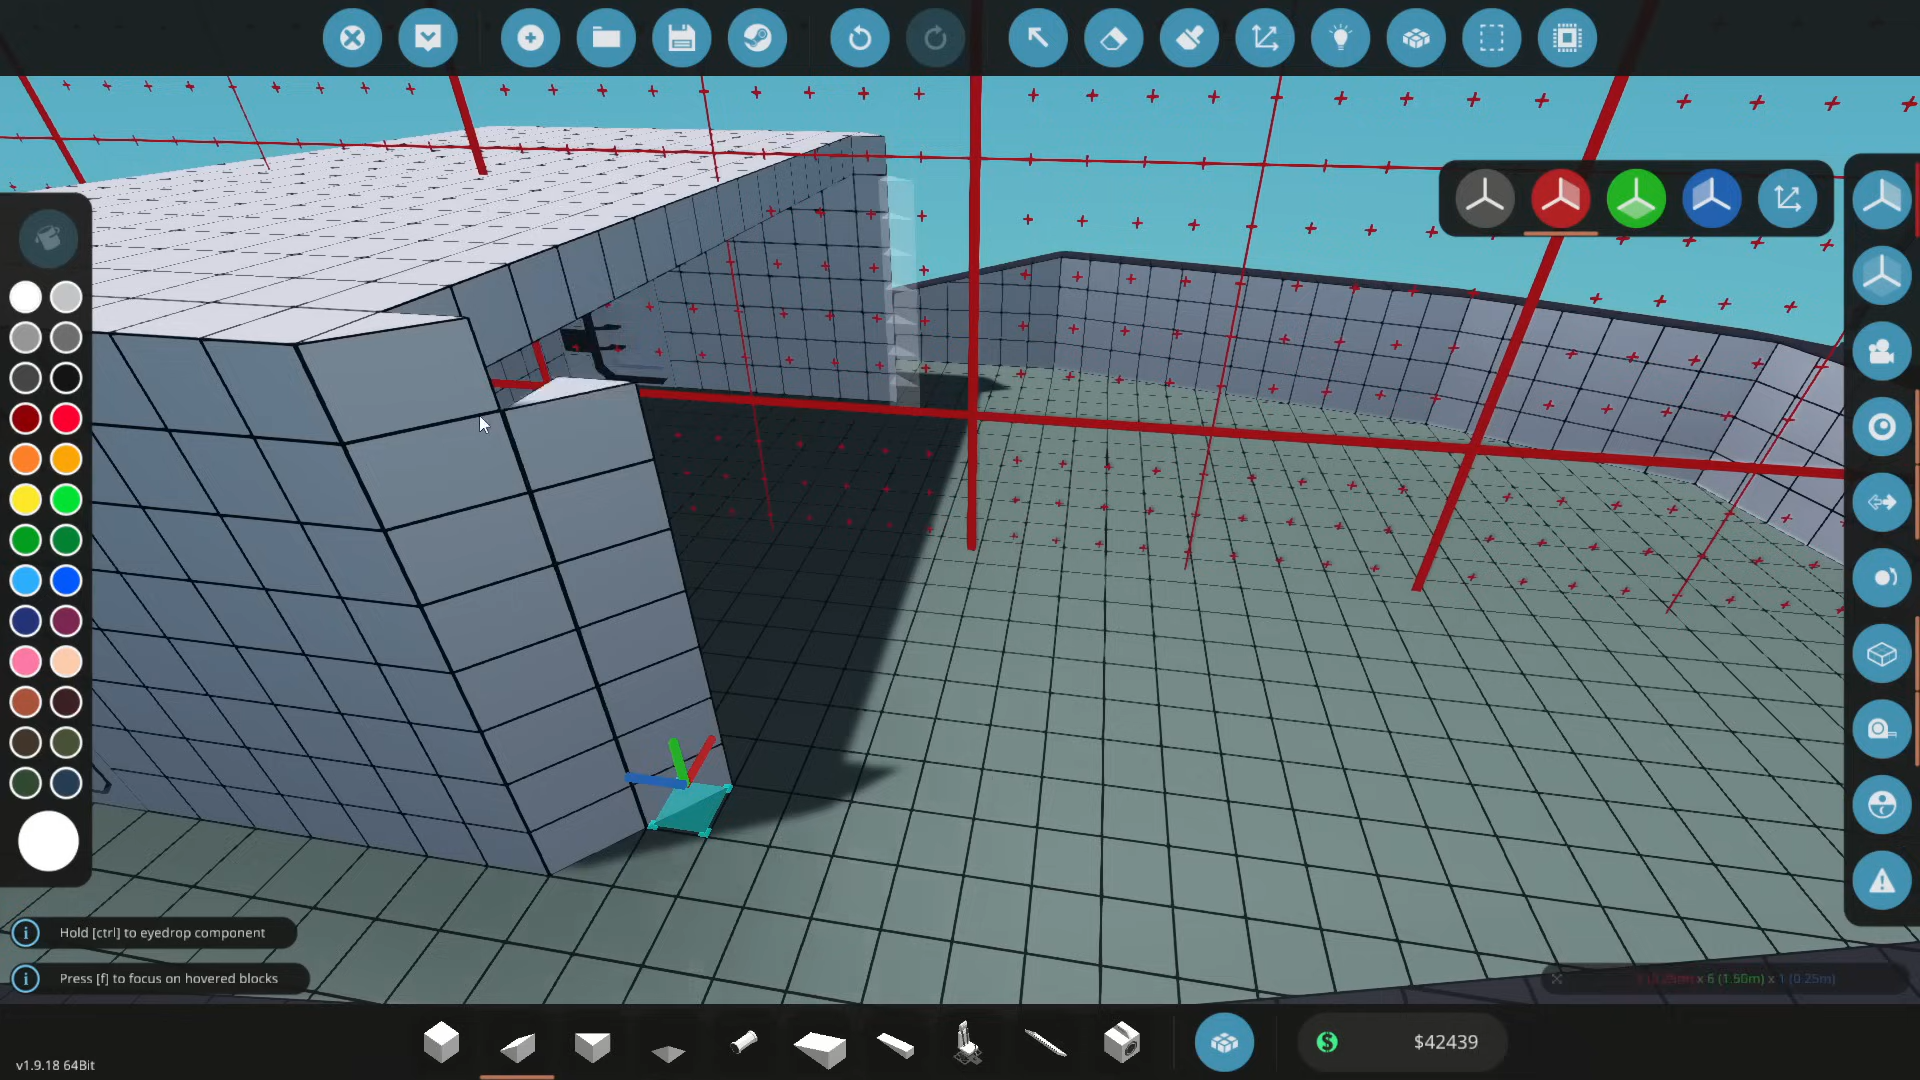 Hold [ctrl] to eyedrop component
Press [f] to focus on hovered blocks
x 6 (1.50m) x 1 (0.25m)
$42439
v1.9.18 64Bit